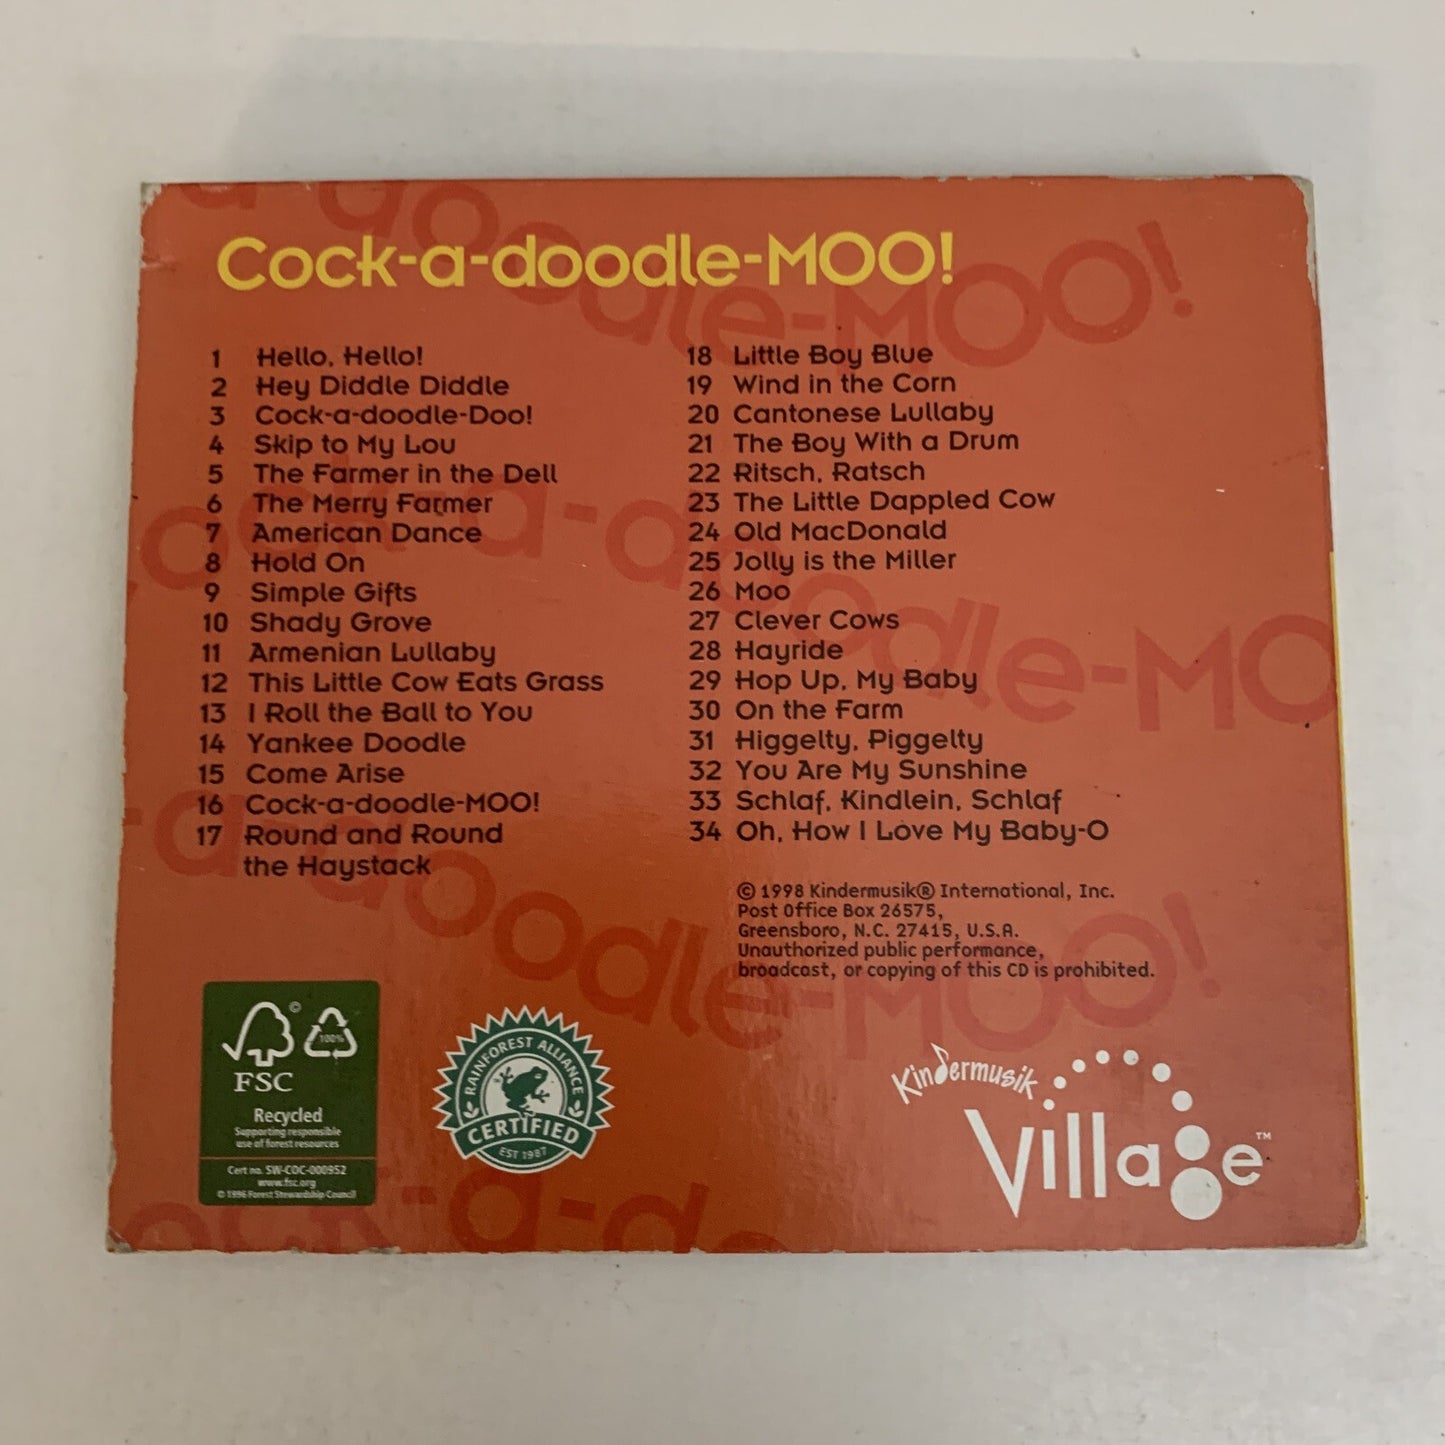 Cock-a-doodle-MOO!
1 Hello, Hello!
2 Hey Diddle Diddle
3 Cock-a-doodle-Doo!
4 Skip to My Lou
5 The Farmer in the Dell
6 The Merry Farmer
7 American Dance
8 Hold On
9 Simple Gifts
10 Shady Grove
11 Armenian Lullaby
12 This Little Cow Eats Grass
13 I Roll the Ball to You
14 Yankee Doodle
15 Come Arise
16 Cock-a-doodle-MOO!
17 Round and Round
the Haystack
18 Little Boy Blue
19 Wind in the Corn
20 Cantonese Lullaby
21 The Boy With a Drum
22 Ritsch, Ratsch
23 The Little Dappled Cow
24 Old MacDonald
25 Jolly is the Miller
26 Moo
27 Clever Cows
28 Hayride
29 Hop Up, My Baby
30 On the Farm
31 Higgelty, Piggelty
32 You Are My Sunshine
33 Schlaf, Kindlein, Schlaf
34 Oh, How I Love My Baby-O
© 1998 Kindermusik® International, Inc.
Post Office Box 26575,
Greensboro, N.C. 27415, U.S.A.
Unauthorized public performance,
broadcast, or copying of this CD is prohibited.
©
100%
FSC
Recycled
Supporting responsible
use of forest resources
Cert no. SW-COC-000952
www.fsc.org
© 1996 Forest Stewardship Council
RAINFOREST ALLIANCE
CERTIFIED
EST 1987
Kindermusik
Village™
a-doodle-MOO!
Cock-a-doodle-MOO
-a-doodle-MOO!
ock-a-doodle-